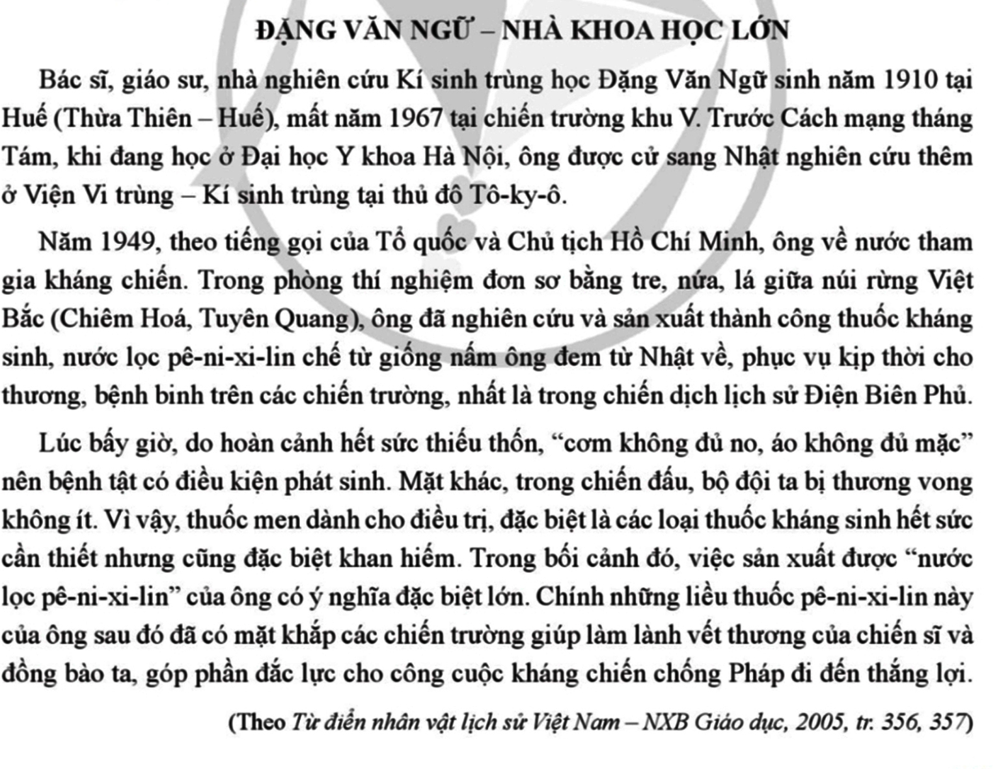 ĐẶNG VĂN NGỮ – NHÀ KHOA HỌC LỚN
Bác sĩ, giáo sư, nhà nghiên cứu Kí sinh trùng học Đặng Văn Ngữ sinh năm 1910 tại
Huế (Thừa Thiên – Huế), mất năm 1967 tại chiến trường khu V. Trước Cách mạng tháng
Tám, khi đang học ở Đại học Y khoa Hà Nội, ông được cử sang Nhật nghiên cứu thêm
ở Viện Vi trùng – Kí sinh trùng tại thủ đô Tô-ky-ô.
Năm 1949, theo tiếng gọi của Tổ quốc và Chủ tịch Hồ Chí Minh, ông về nước tham
gia kháng chiến. Trong phòng thí nghiệm đơn sơ bằng tre, nứa, lá giữa núi rừng Việt
Bắc (Chiêm Hoá, Tuyên Quang), ông đã nghiên cứu và sản xuất thành công thuốc kháng
sinh, nước lọc pê-ni-xi-lin chế từ giống nấm ông đem từ Nhật về, phục vụ kịp thời cho
thương, bệnh binh trên các chiến trường, nhất là trong chiến dịch lịch sử Điện Biên Phủ.
Lúc bấy giờ, do hoàn cảnh hết sức thiếu thốn, “cơm không đủ no, áo không đủ mặc”
nên bệnh tật có điều kiện phát sinh. Mặt khác, trong chiến đấu, bộ đội ta bị thương vong
không ít. Vì vậy, thuốc men dành cho điều trị, đặc biệt là các loại thuốc kháng sinh hết sức
cần thiết nhưng cũng đặc biệt khan hiếm. Trong bối cảnh đó, việc sản xuất được “nước
lọc pê-ni-xi-lin” của ông có ý nghĩa đặc biệt lớn. Chính những liều thuốc pê-ni-xi-lin này
của ông sau đó đã có mặt khắp các chiến trường giúp làm lành vết thương của chiến sĩ và
đồng bào ta, góp phần đắc lực cho công cuộc kháng chiến chống Pháp đi đến thắng lợi.
(Theo Từ điển nhân vật lịch sử Việt Nam – NXB Giáo dục, 2005, tr. 356, 357)